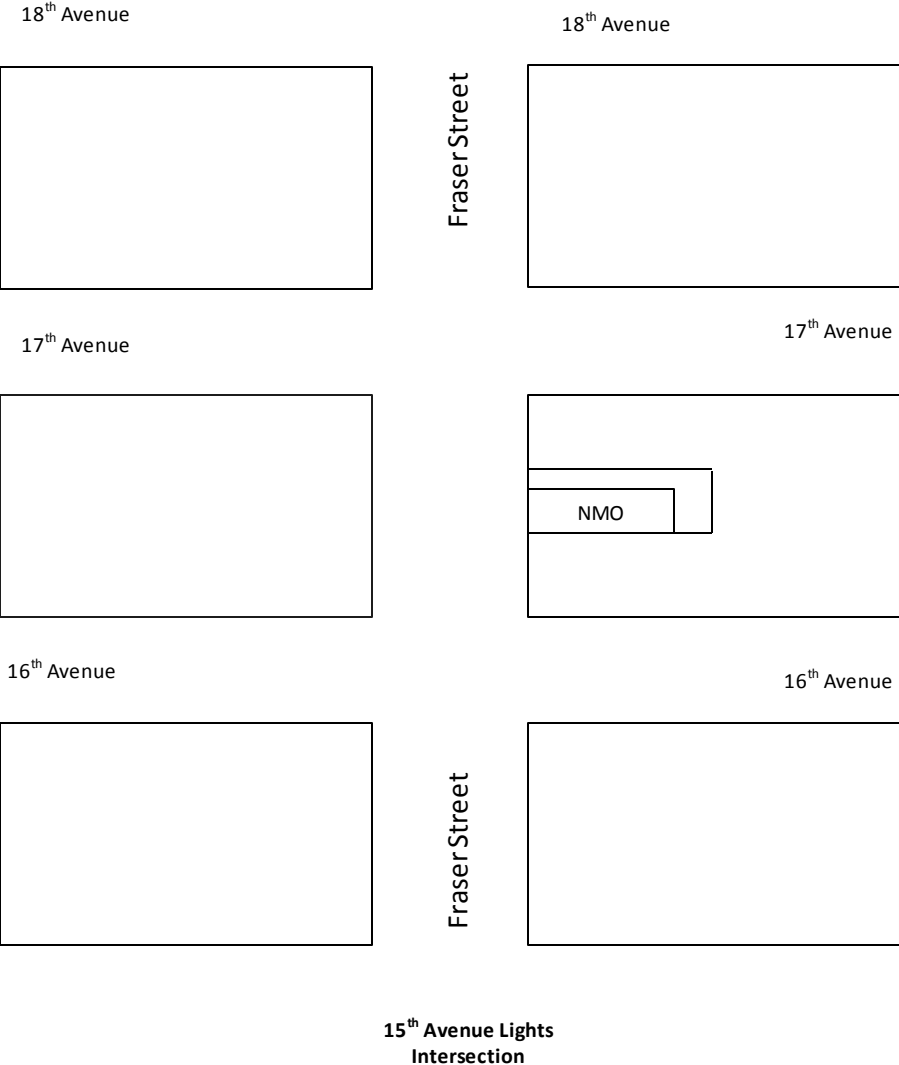 18th Avenue
18th Avenue
Fraser Street
17th Avenue
17th Avenue
NMO
16th Avenue
16th Avenue
Fraser Street
15th Avenue Lights
Intersection